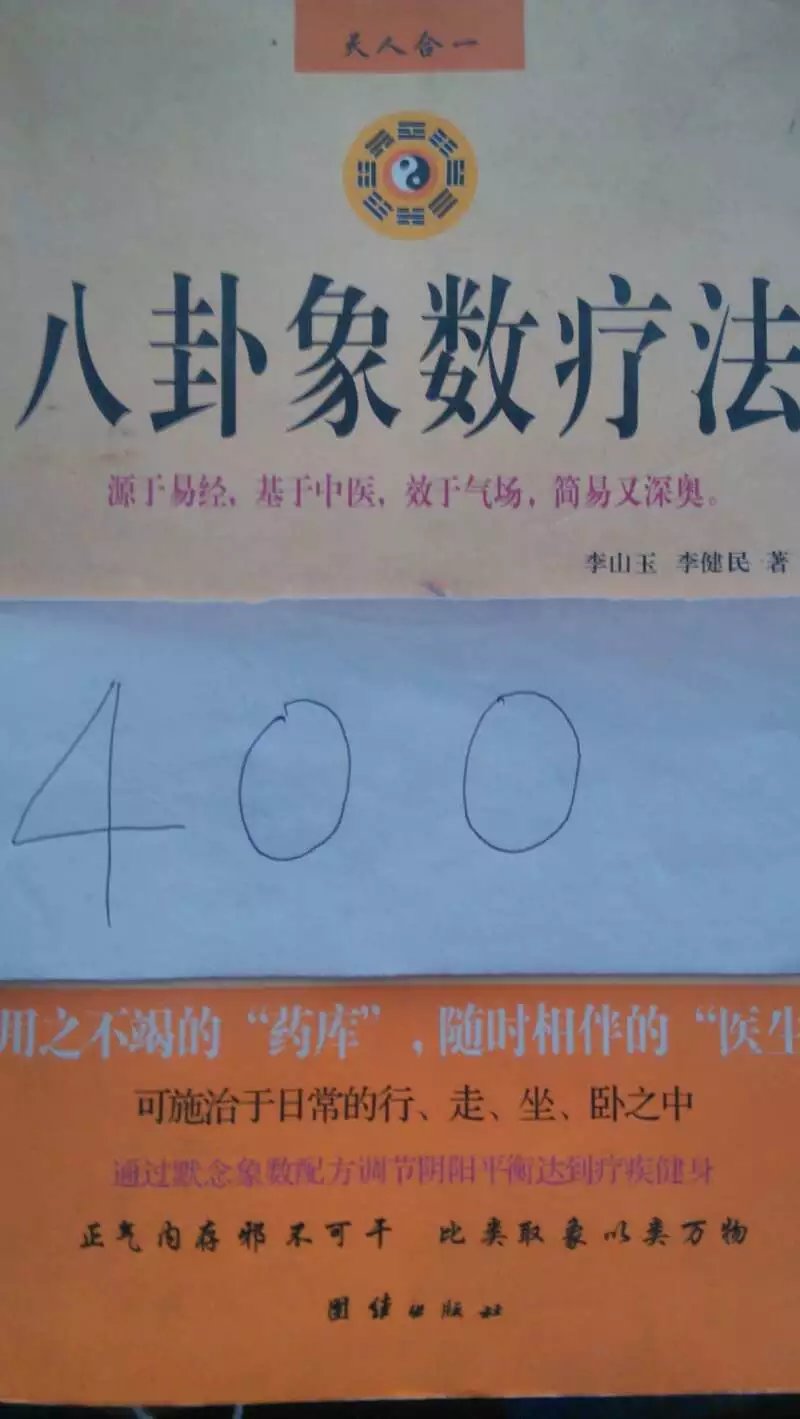 天人合一
八卦象数疗法
源于易经，基于中医，效于气场，简易又深奥。
李山玉 李健民 著
400
用之不竭的“药库”，随时相伴的“医生
可施治于日常的行、走、坐、卧之中
通过默念象数配方调节阴阳平衡达到疗疾健身
正气内存邪不可干 比类取象以类万物
团结出版社